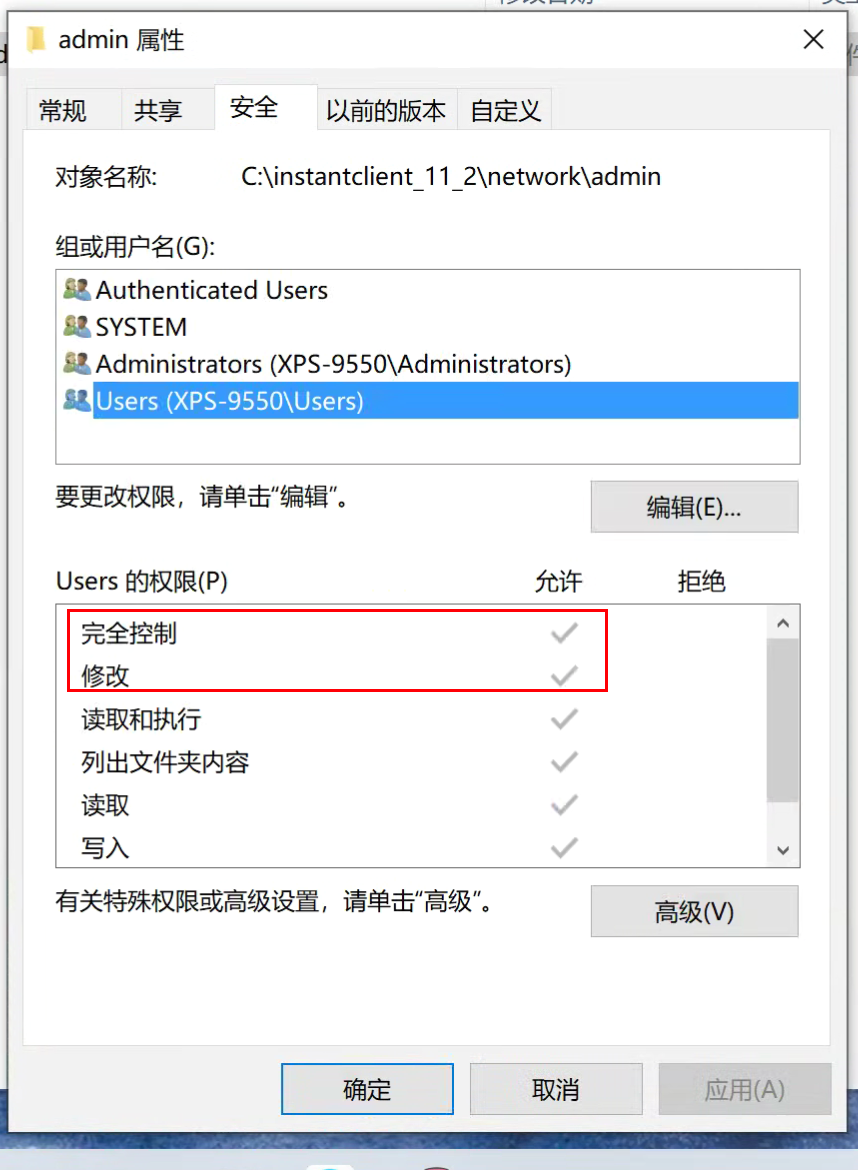 admin 属性
常规 共享 安全 以前的版本 自定义
对象名称: C:\instantclient_11_2\network\admin
组或用户名(G):
Authenticated Users
SYSTEM
Administrators (XPS-9550\Administrators)
Users (XPS-9550\Users)
要更改权限，请单击“编辑”。
编辑(E)...
Users 的权限(P) 允许 拒绝
完全控制
修改
读取和执行
列出文件夹内容
读取
写入
有关特殊权限或高级设置，请单击“高级”。
高级(V)
确定 取消 应用(A)